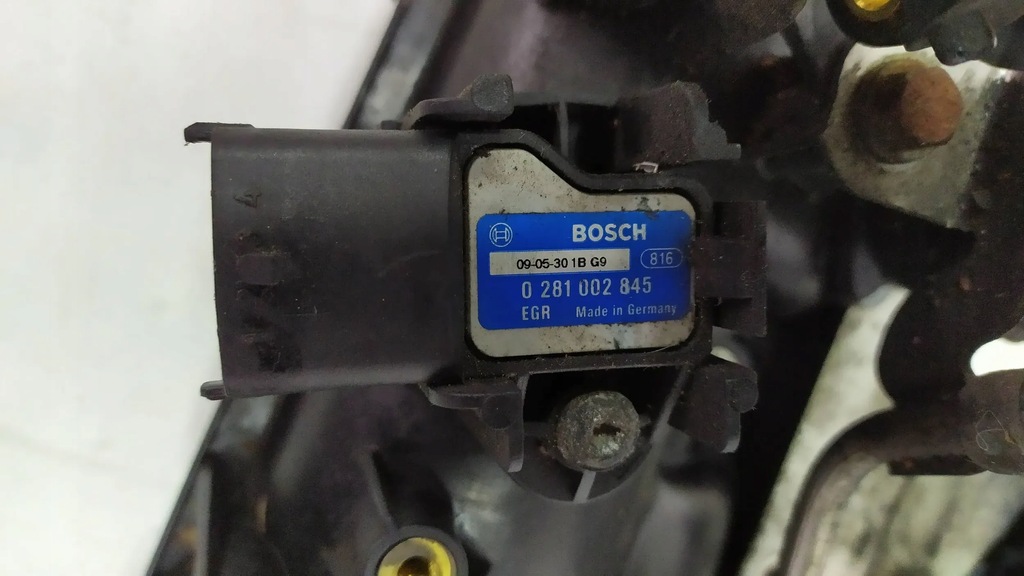 BOSCH
09-05-30 1B G9 816
0 281 002 845
EGR Made in Germany